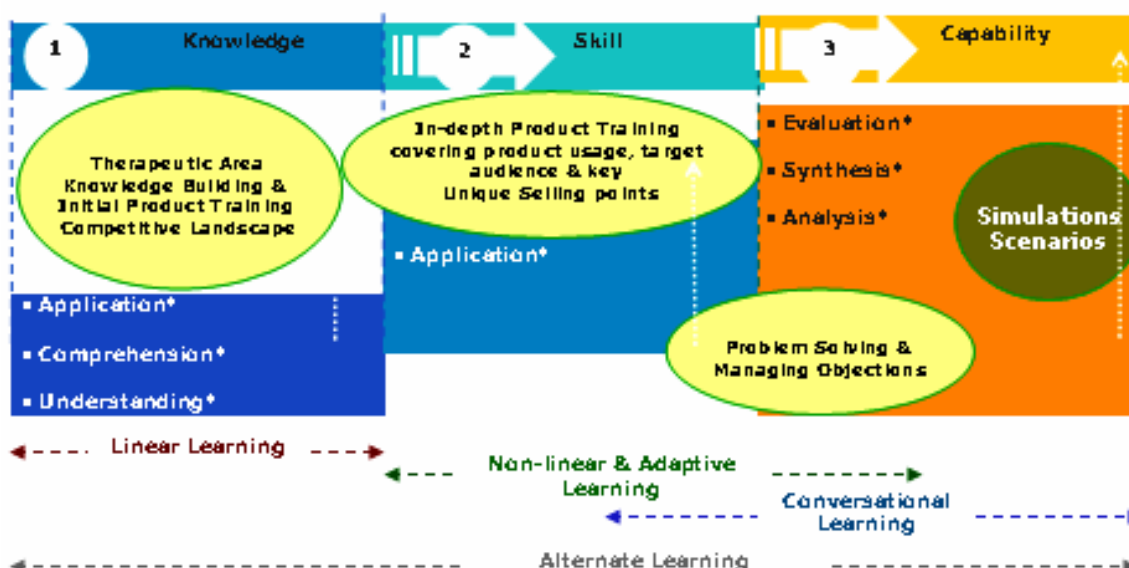 1
Knowledge
2
Skill
3
Capability
Therapeutic Area
Knowledge Building &
Initial Product Training
Competitive Landscape
▪ Application*
▪ Comprehension*
▪ Understanding*
In-depth Product Training
covering product usage, target
audience & key
Unique Selling points
▪ Application*
▪ Evaluation*
▪ Synthesis*
▪ Analysis*
Simulations
Scenarios
Problem Solving &
Managing Objections
Linear Learning
Non-linear & Adaptive
Learning
Conversational
Learning
Alternate Learning